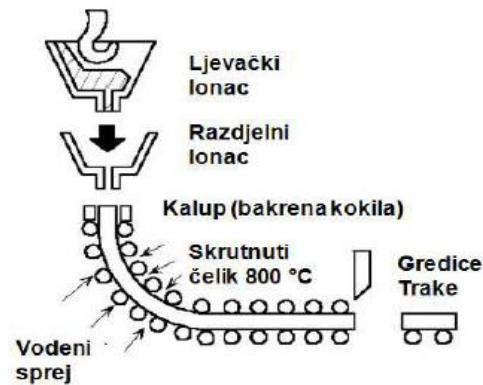 Ljevački
lonac
Razdjelni
lonac
Kalup (bakrena kokila)
Skrutnuti
čelik 800 °C
Gredice
Trake
Vodeni
sprej